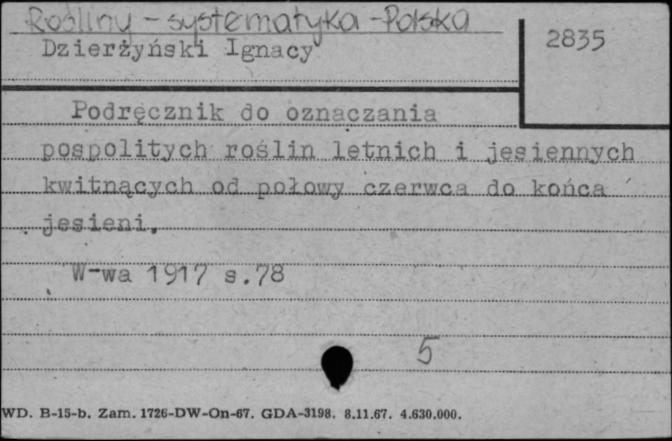 Rośliny - systematyka - Polska
Dzierżyński Ignacy
2835
Podręcznik do oznaczania
pospolitych roślin letnich i jesiennych
kwitnących od połowy czerwca do końca
jesieni.
W-wa 1917 s.78
5
WD. B-15-b. Zam. 1726-DW-On-67. GDA-3198. 8.11.67. 4.630.000.